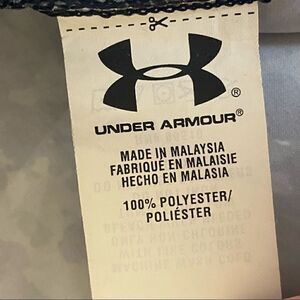 UNDER ARMOUR®
MADE IN MALAYSIA
FABRIQUÉ EN MALAISIE
HECHO EN MALASIA
100% POLYESTER/
POLIÉSTER